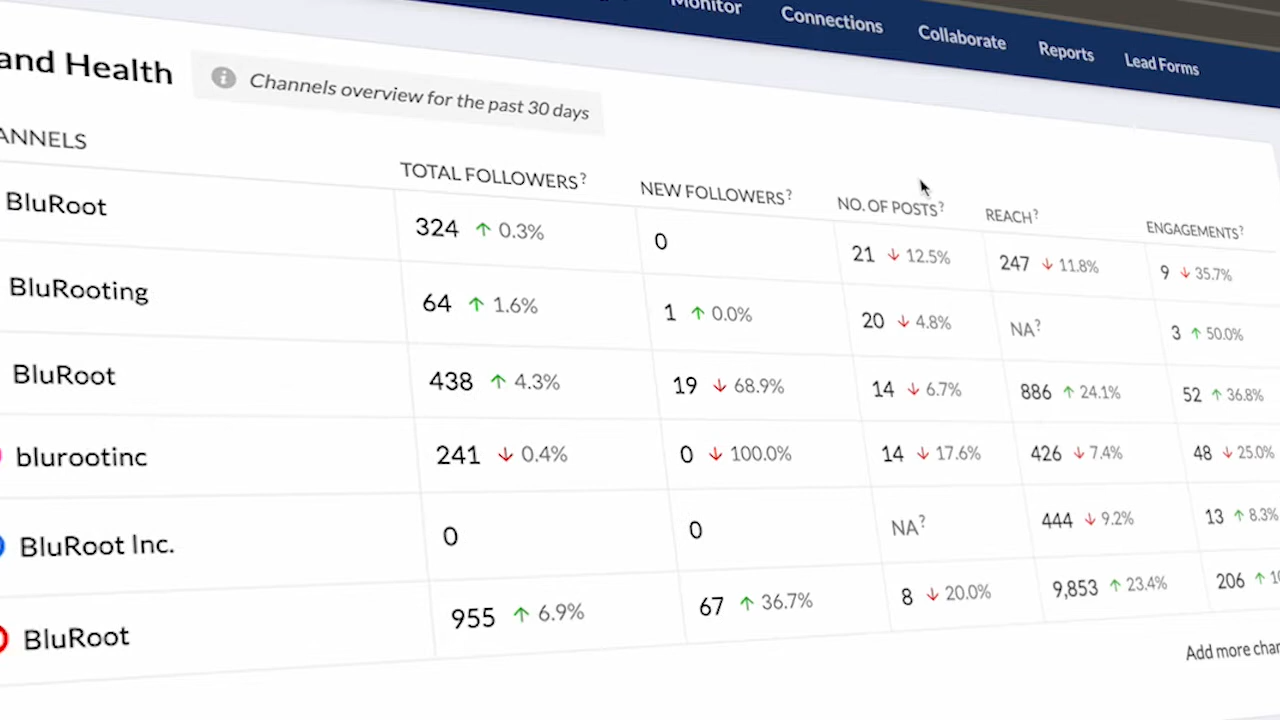 Monitor Connections Collaborate Reports Lead Forms
and Health Channels overview for the past 30 days
ANNELS TOTAL FOLLOWERS? NEW FOLLOWERS? NO. OF POSTS? REACH? ENGAGEMENTS?
BluRoot 324 ↑ 0.3% 0 21 ↓ 12.5% 247 ↓ 11.8% 9 ↓ 35.7%
BluRooting 64 ↑ 1.6% 1 ↑ 0.0% 20 ↓ 4.8% NA? 3 ↑ 50.0%
BluRoot 438 ↑ 4.3% 19 ↓ 68.9% 14 ↓ 6.7% 886 ↑ 24.1% 52 ↑ 36.8%
blurootinc 241 ↓ 0.4% 0 ↓ 100.0% 14 ↓ 17.6% 426 ↓ 7.4% 48 ↓ 25.0%
BluRoot Inc. 0 0 NA? 444 ↓ 9.2% 13 ↑ 8.3%
BluRoot 955 ↑ 6.9% 67 ↑ 36.7% 8 ↓ 20.0% 9,853 ↑ 23.4% 206 ↑ 10
Add more chan